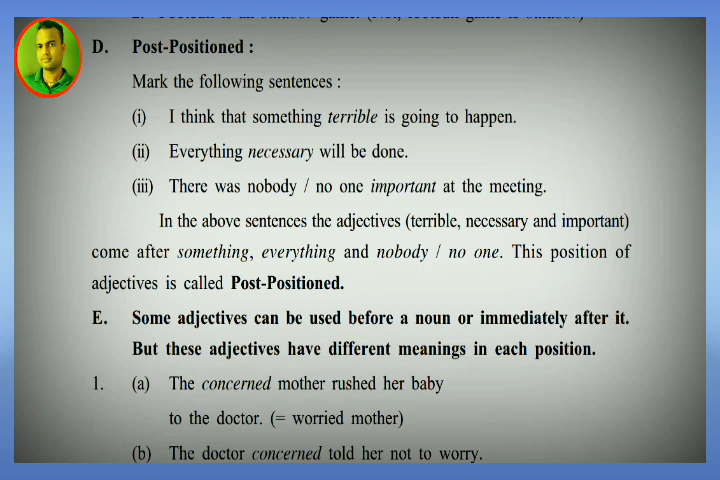 D. Post-Positioned :
Mark the following sentences :
(i) I think that something terrible is going to happen.
(ii) Everything necessary will be done.
(iii) There was nobody / no one important at the meeting.
In the above sentences the adjectives (terrible, necessary and important)
come after something, everything and nobody / no one. This position of
adjectives is called Post-Positioned.
E. Some adjectives can be used before a noun or immediately after it.
But these adjectives have different meanings in each position.
1. (a) The concerned mother rushed her baby
to the doctor. (= worried mother)
(b) The doctor concerned told her not to worry.